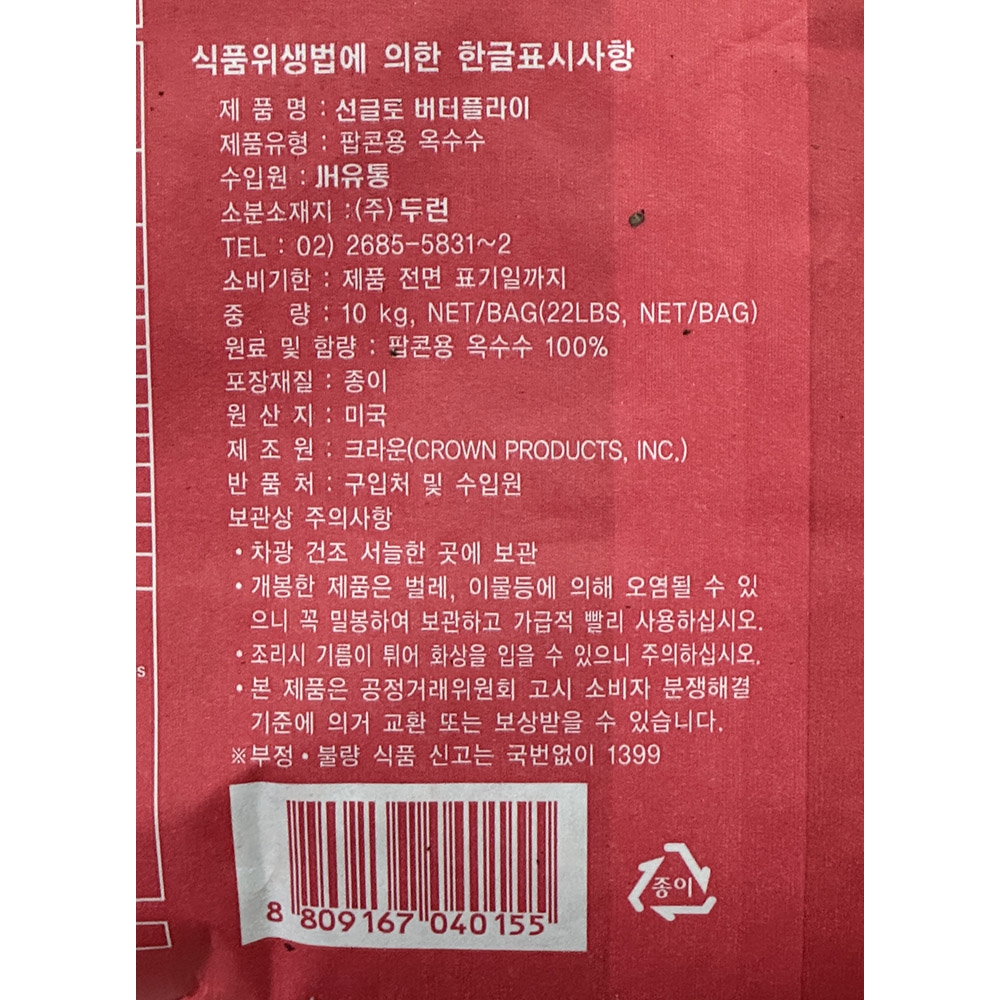 식품위생법에 의한 한글표시사항
제 품 명 : 선글토 버터플라이
제품유형 : 팝콘용 옥수수
수입원 : JH유통
소분소재지 : (주) 두런
TEL : 02) 2685-5831~2
소비기한 : 제품 전면 표기일까지
중 량 : 10 kg, NET/BAG(22LBS, NET/BAG)
원료 및 함량 : 팝콘용 옥수수 100%
포장재질 : 종이
원 산 지 : 미국
제 조 원 : 크라운(CROWN PRODUCTS, INC.)
반 품 처 : 구입처 및 수입원
보관상 주의사항
• 차광 건조 서늘한 곳에 보관
• 개봉한 제품은 벌레, 이물등에 의해 오염될 수 있
으니 꼭 밀봉하여 보관하고 가급적 빨리 사용하십시오.
• 조리시 기름이 튀어 화상을 입을 수 있으니 주의하십시오.
• 본 제품은 공정거래위원회 고시 소비자 분쟁해결
기준에 의거 교환 또는 보상받을 수 있습니다.
※부정 • 불량 식품 신고는 국번없이 1399
s
8 809167 040155
종이